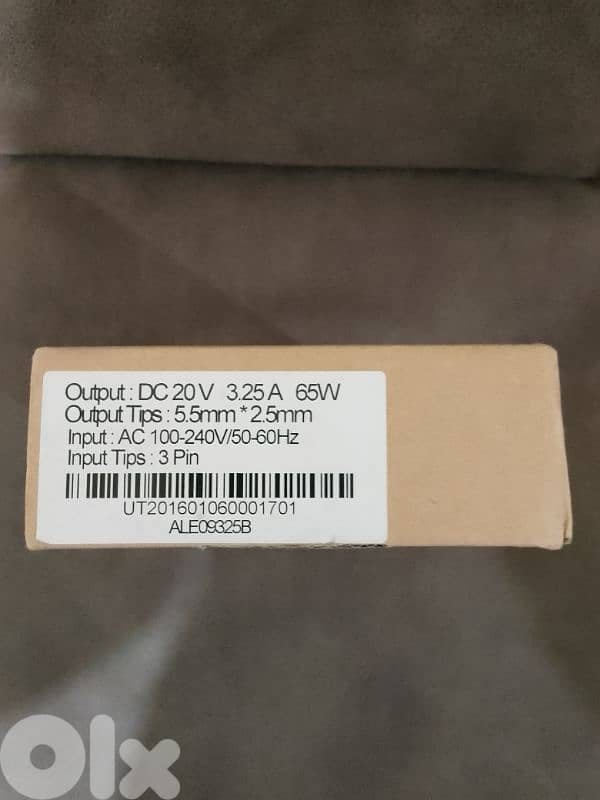 Output : DC 20 V 3.25 A 65W
Output Tips : 5.5mm * 2.5mm
Input : AC 100-240V/50-60Hz
Input Tips : 3 Pin
UT201601060001701
ALE09325B
OLX